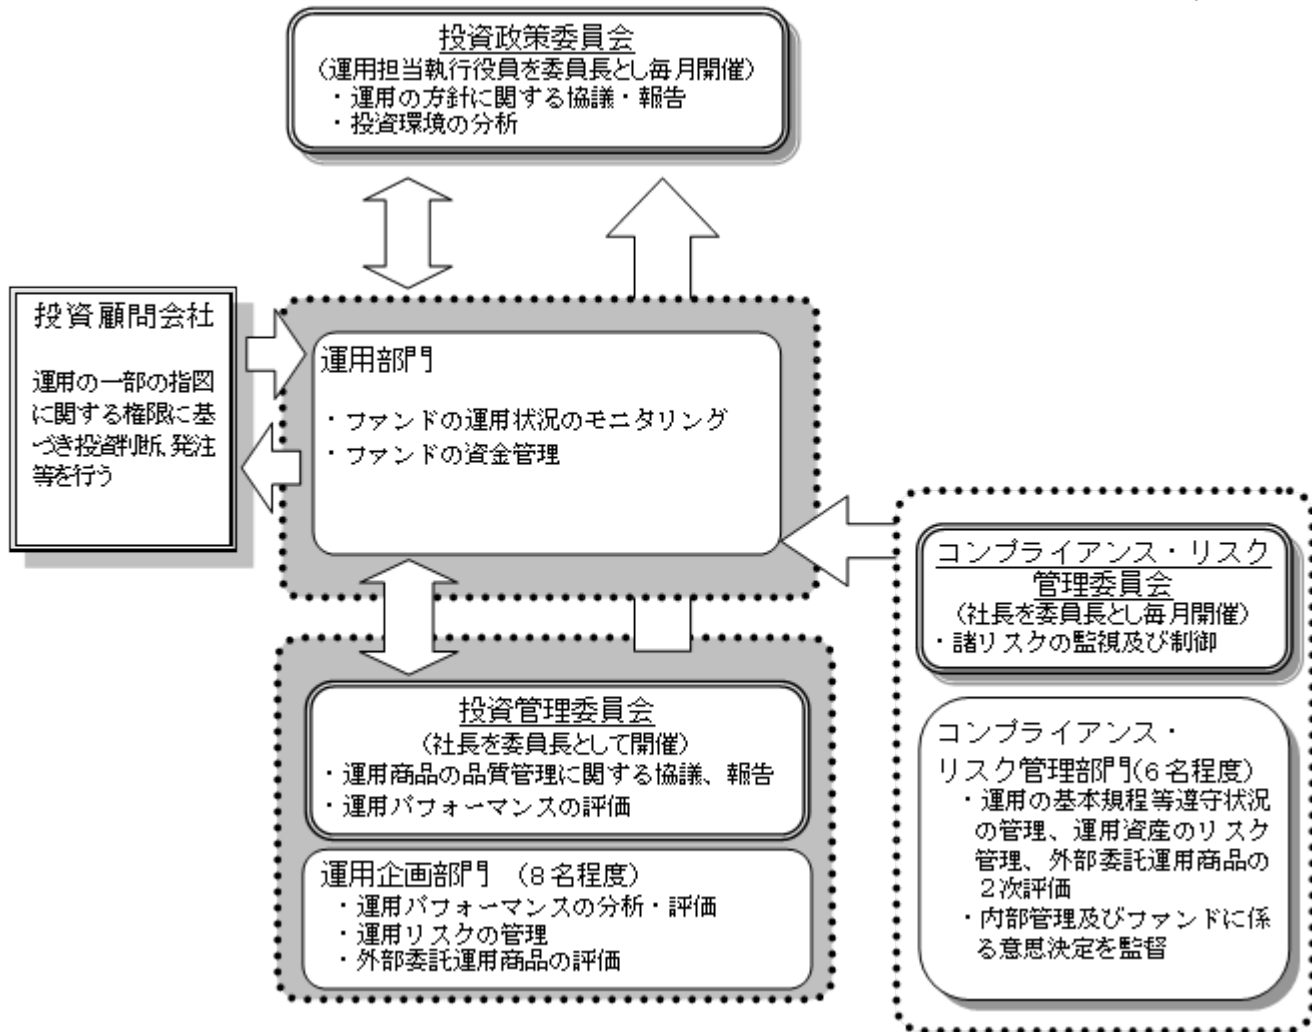 投資政策委員会
（運用担当執行役員を委員長とし毎月開催）
・運用の方針に関する協議・報告
・投資環境の分析
投資顧問会社
運用の一部の指図
に関する権限に基
づき投資判断、発注
等を行う
運用部門
・ファンドの運用状況のモニタリング
・ファンドの資金管理
コンプライアンス・リスク
管理委員会
（社長を委員長とし毎月開催）
・諸リスクの監視及び制御
投資管理委員会
（社長を委員長として開催）
・運用商品の品質管理に関する協議、報告
・運用パフォーマンスの評価
運用企画部門 （８名程度）
・運用パフォーマンスの分析・評価
・運用リスクの管理
・外部委託運用商品の評価
コンプライアンス・
リスク管理部門（６名程度）
・運用の基本規程等遵守状況
の管理、運用資産のリスク
管理、外部委託運用商品の
２次評価
・内部管理及びファンドに係
る意思決定を監督